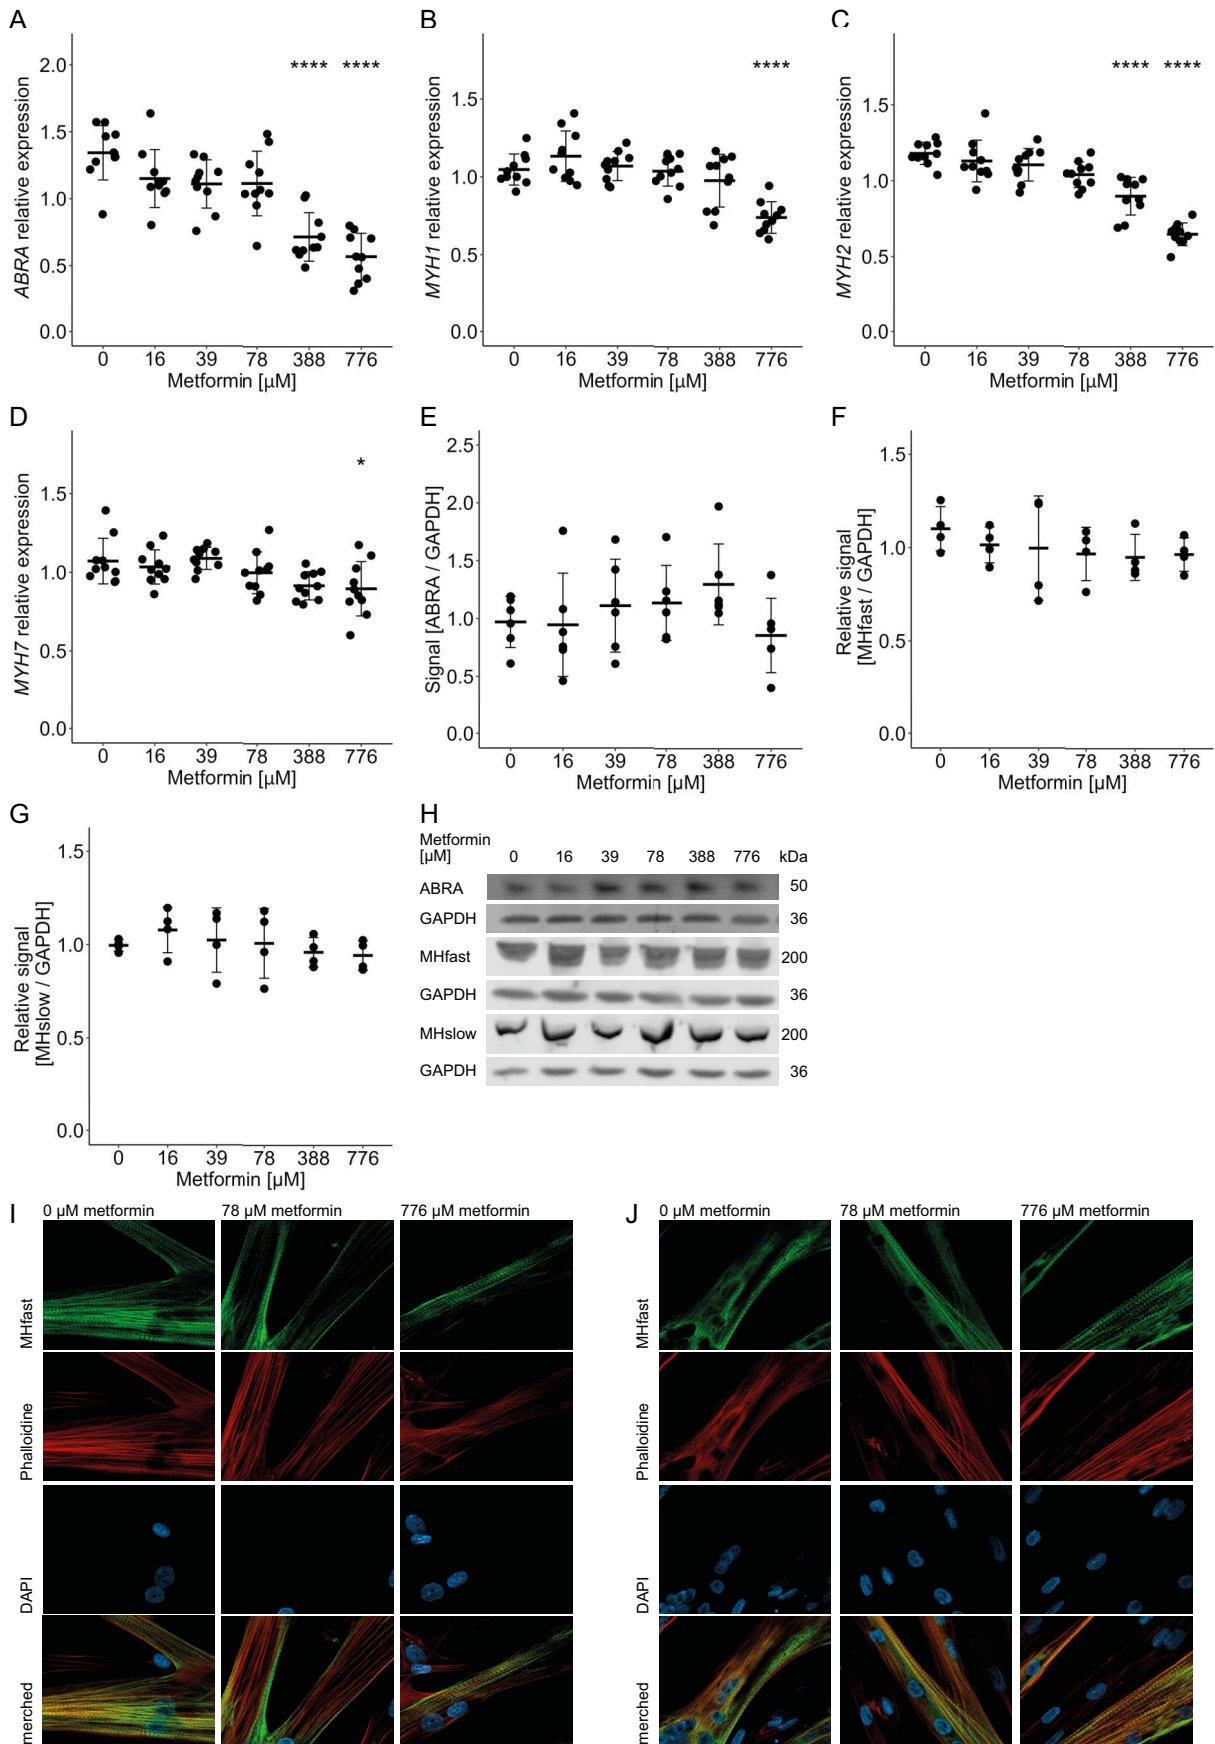 A
ABRA relative expression
2.0
1.5
1.0
0.5
0.0
**** ****
0 16 39 78 388 776
Metformin [µM]
B
MYH1 relative expression
1.5
1.0
0.5
0.0
****
0 16 39 78 388 776
Metformin [µM]
C
MYH2 relative expression
1.5
1.0
0.5
0.0
**** ****
0 16 39 78 388 776
Metformin [µM]
D
MYH7 relative expression
1.5
1.0
0.5
0.0
*
0 16 39 78 388 776
Metformin [µM]
E
Signal [ABRA / GAPDH]
2.5
2.0
1.5
1.0
0.5
0.0
0 16 39 78 388 776
Metformin [µM]
F
Relative signal
[MHfast / GAPDH]
1.5
1.0
0.5
0.0
0 16 39 78 388 776
Metformin [µM]
G
Relative signal
[MHslow / GAPDH]
1.5
1.0
0.5
0.0
0 16 39 78 388 776
Metformin [µM]
H
Metformin
[µM] 0 16 39 78 388 776 kDa
ABRA 50
GAPDH 36
MHfast 200
GAPDH 36
MHslow 200
GAPDH 36
I
0 µM metformin 78 µM metformin 776 µM metformin
MHfast
Phalloidine
DAPI
merched
J
0 µM metformin 78 µM metformin 776 µM metformin
MHfast
Phalloidine
DAPI
merched